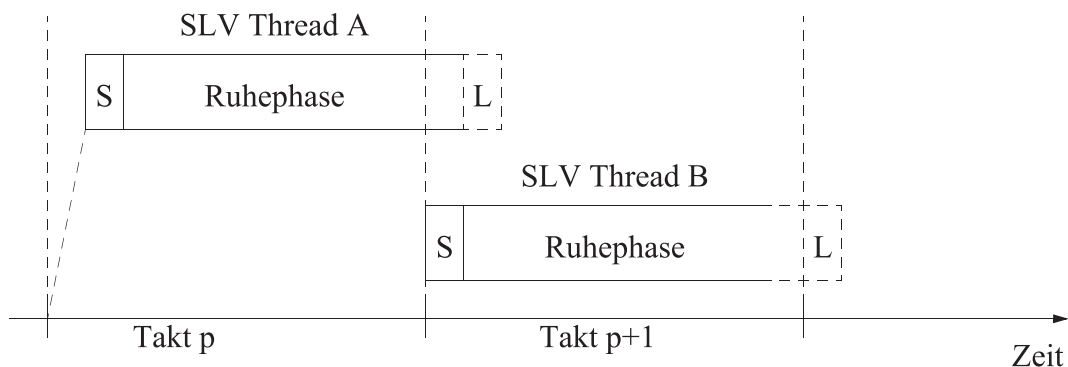 SLV Thread A
S Ruhephase L
SLV Thread B
S Ruhephase L
Takt p Takt p+1
Zeit